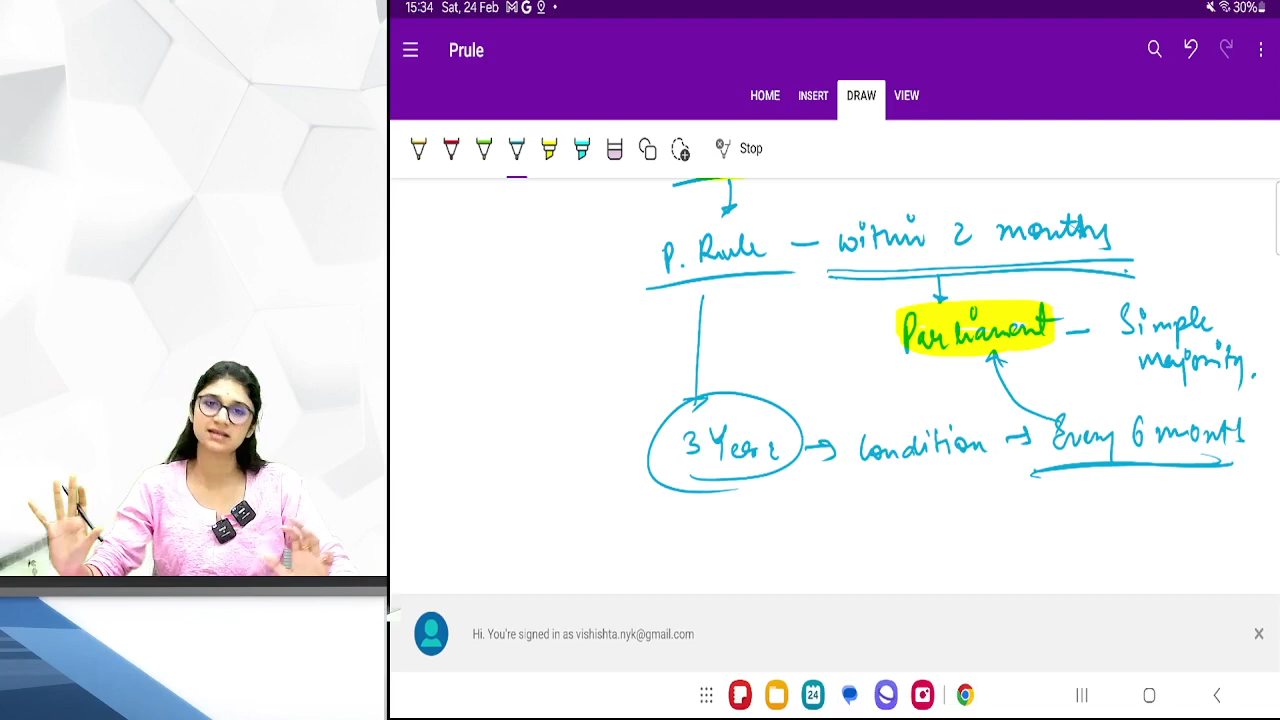 15:34 Sat, 24 Feb
30%
Prule
HOME INSERT DRAW VIEW
Stop
P. Rule — within 2 months
Parliament — Simple
majority.
3 Years → condition → Every 6 months
Hi. You're signed in as vishishta.nyk@gmail.com
24